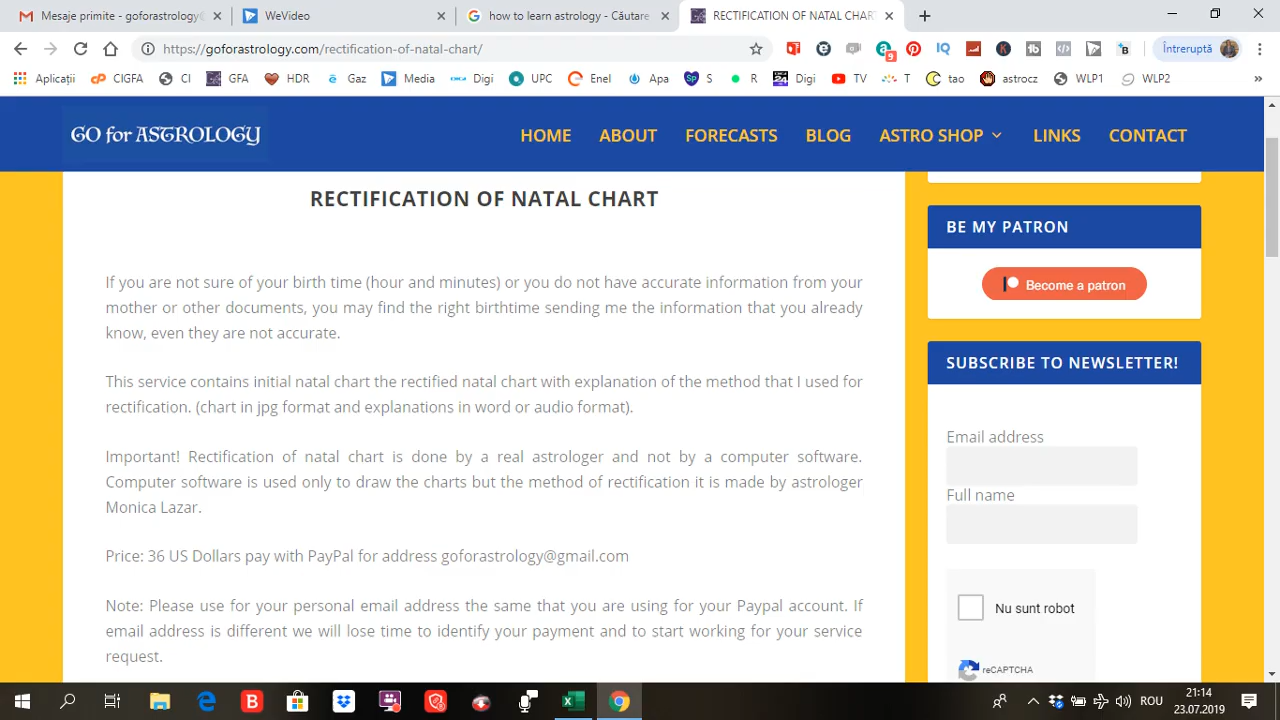 Mesaje primite - goforastrology@
WeVideo
how to learn astrology - Căutare
RECTIFICATION OF NATAL CHART
https://goforastrology.com/rectification-of-natal-chart/
9
IQ
B
Întreruptă
Aplicații
CIGFA
CI
GFA
HDR
Gaz
Media
Digi
UPC
Enel
Apa
S
R
Digi
TV
T
tao
astrocz
WLP1
WLP2
»
GO for ASTROLOGY
HOME
ABOUT
FORECASTS
BLOG
ASTRO SHOP
LINKS
CONTACT
RECTIFICATION OF NATAL CHART
If you are not sure of your birth time (hour and minutes) or you do not have accurate information from your
mother or other documents, you may find the right birthtime sending me the information that you already
know, even they are not accurate.
This service contains initial natal chart the rectified natal chart with explanation of the method that I used for
rectification. (chart in jpg format and explanations in word or audio format).
Important! Rectification of natal chart is done by a real astrologer and not by a computer software.
Computer software is used only to draw the charts but the method of rectification it is made by astrologer
Monica Lazar.
Price: 36 US Dollars pay with PayPal for address goforastrology@gmail.com
Note: Please use for your personal email address the same that you are using for your Paypal account. If
email address is different we will lose time to identify your payment and to start working for your service
request.
BE MY PATRON
Become a patron
SUBSCRIBE TO NEWSLETTER!
Email address
Full name
Nu sunt robot
reCAPTCHA
ROU
21:14
23.07.2019